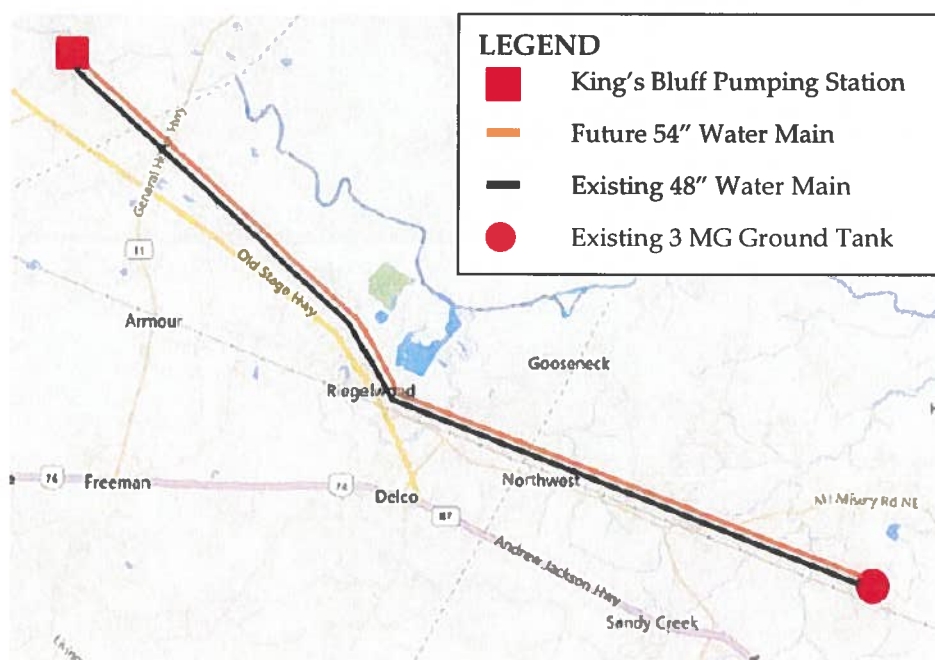 LEGEND
King's Bluff Pumping Station
Future 54" Water Main
Existing 48" Water Main
Existing 3 MG Ground Tank
Hwy
General
11
Old Stage Hwy
Armour
Gooseneck
Riegelwood
74
Freeman
74
Delco
Northwest
87
Mt Misery Rd NE
Andrew Jackson Hwy
Sandy Creek